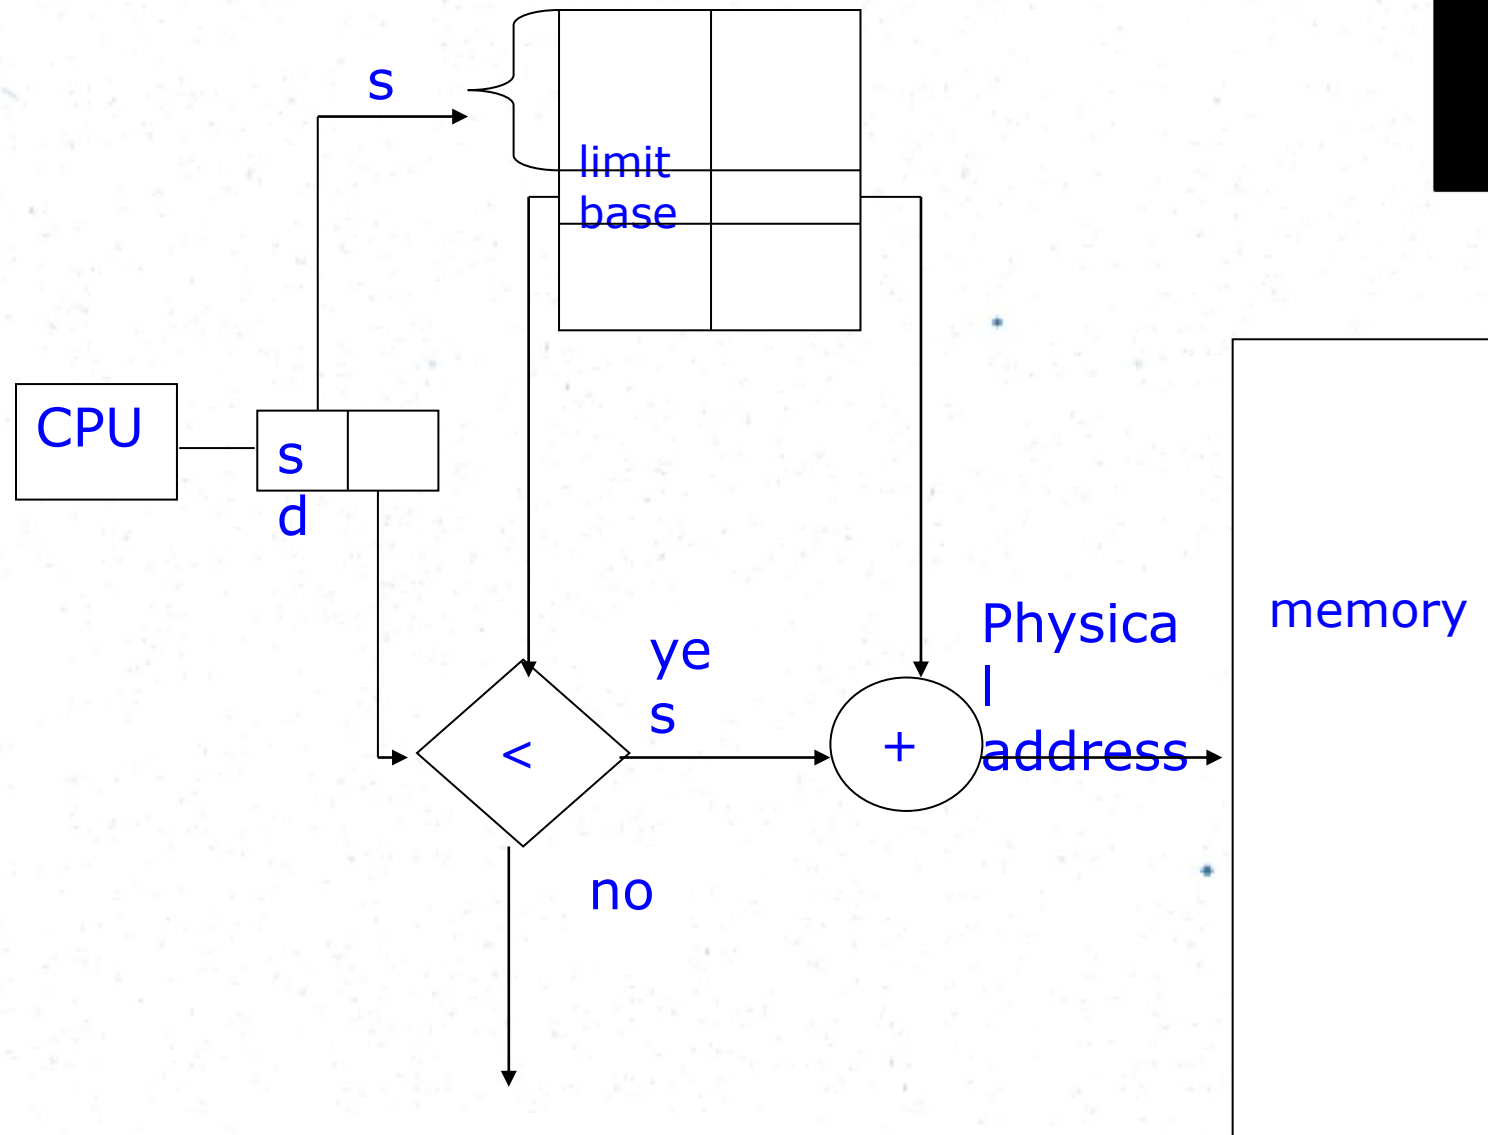 s
limit
base
CPU
s
d
ye
s
Physica
l
address
memory
<
+
no